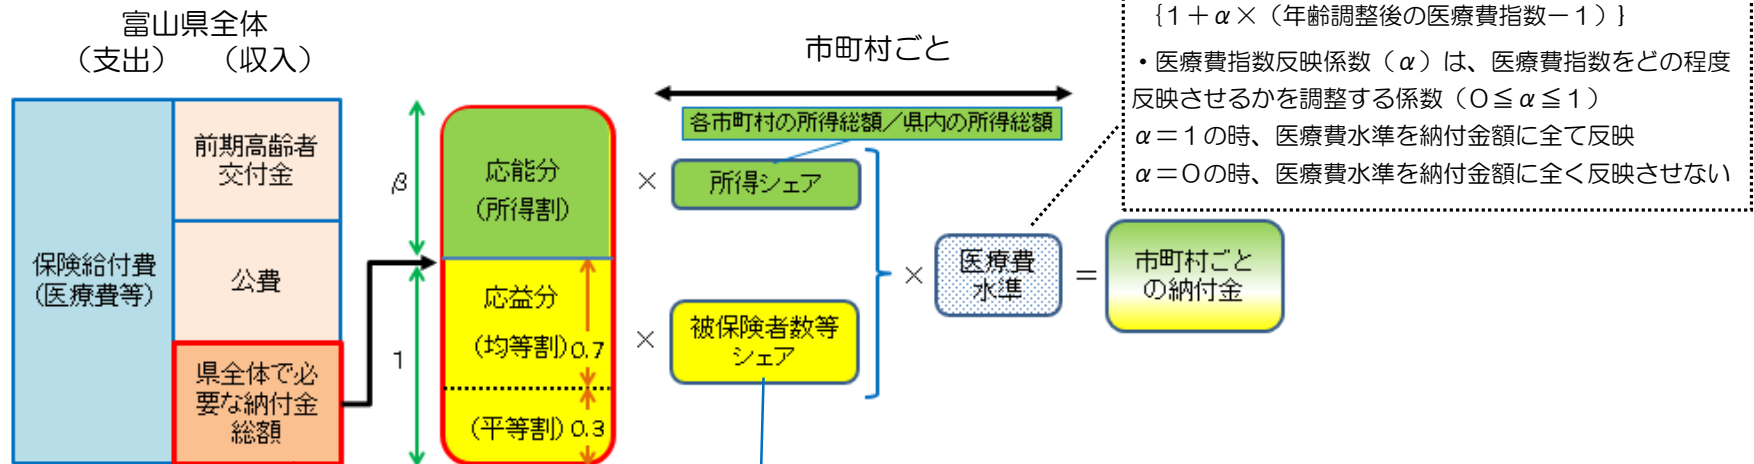 富山県全体
（支出）　（収入）
保険給付費
(医療費等)
前期高齢者
交付金
公費
県全体で必
要な納付金
総額
β
1
応能分
(所得割)
応益分
(均等割) 0.7
(平等割) 0.3
市町村ごと
各市町村の所得総額／県内の所得総額
×
所得シェア
×
被保険者数等
シェア
×
医療費
水準
＝
市町村ごと
の納付金
｛１＋α×（年齢調整後の医療費指数－１）｝
・医療費指数反映係数（α）は、医療費指数をどの程度
反映させるかを調整する係数（０≦α≦１）
α＝１の時、医療費水準を納付金額に全て反映
α＝０の時、医療費水準を納付金額に全く反映させない